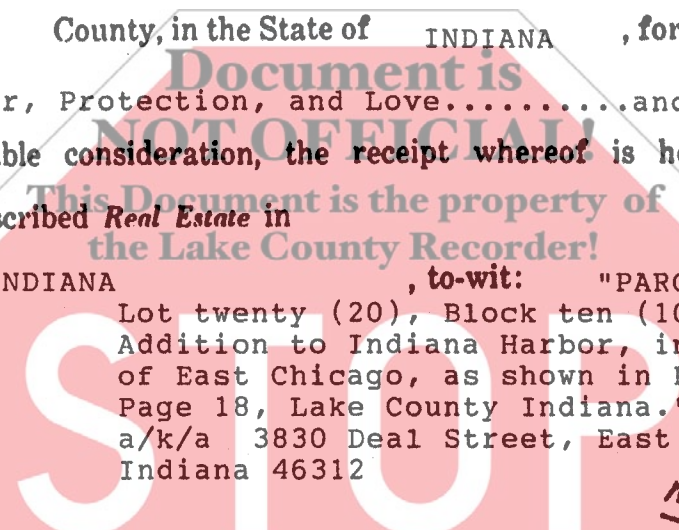 County, in the State of INDIANA , for
Document is
r, Protection, and Love..........and
NOT OFFICIAL!
ble consideration, the receipt whereof is he
This Document is the property of
scribed Real Estate in
the Lake County Recorder!
NDIANA , to-wit: "PARC
Lot twenty (20), Block ten (10
Addition to Indiana Harbor, in
of East Chicago, as shown in
Page 18, Lake County Indiana."
a/k/a 3830 Deal Street, East
Indiana 46312
STOP